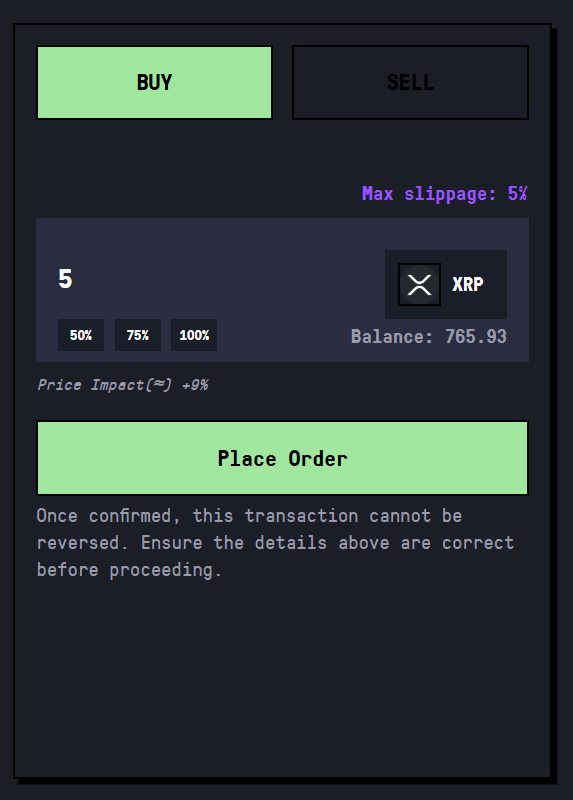 BUY
SELL
Max slippage: 5%
5
XRP
50%
75%
100%
Balance: 765.93
Price Impact(≈) +9%
Place Order
Once confirmed, this transaction cannot be
reversed. Ensure the details above are correct
before proceeding.